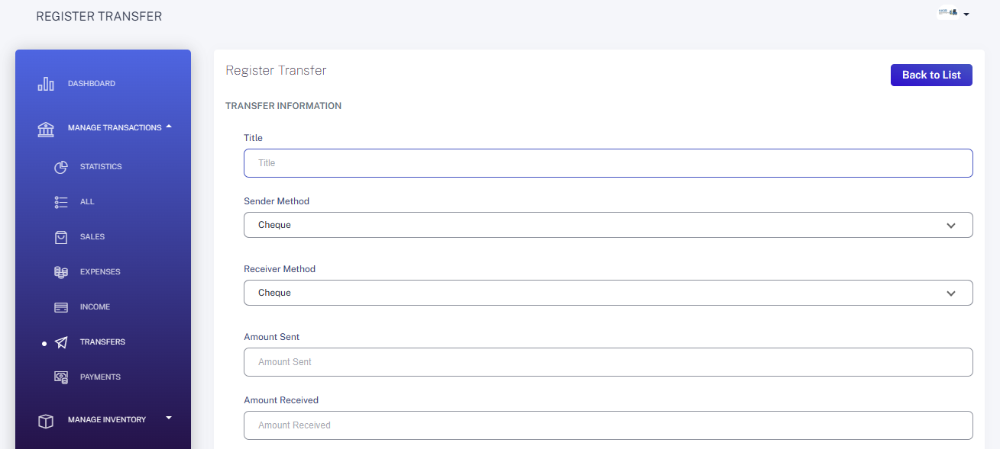 REGISTER TRANSFER
DASHBOARD
MANAGE TRANSACTIONS
STATISTICS
ALL
SALES
EXPENSES
INCOME
TRANSFERS
PAYMENTS
MANAGE INVENTORY
Register Transfer
Back to List
TRANSFER INFORMATION
Title
Title
Sender Method
Cheque
Receiver Method
Cheque
Amount Sent
Amount Sent
Amount Received
Amount Received